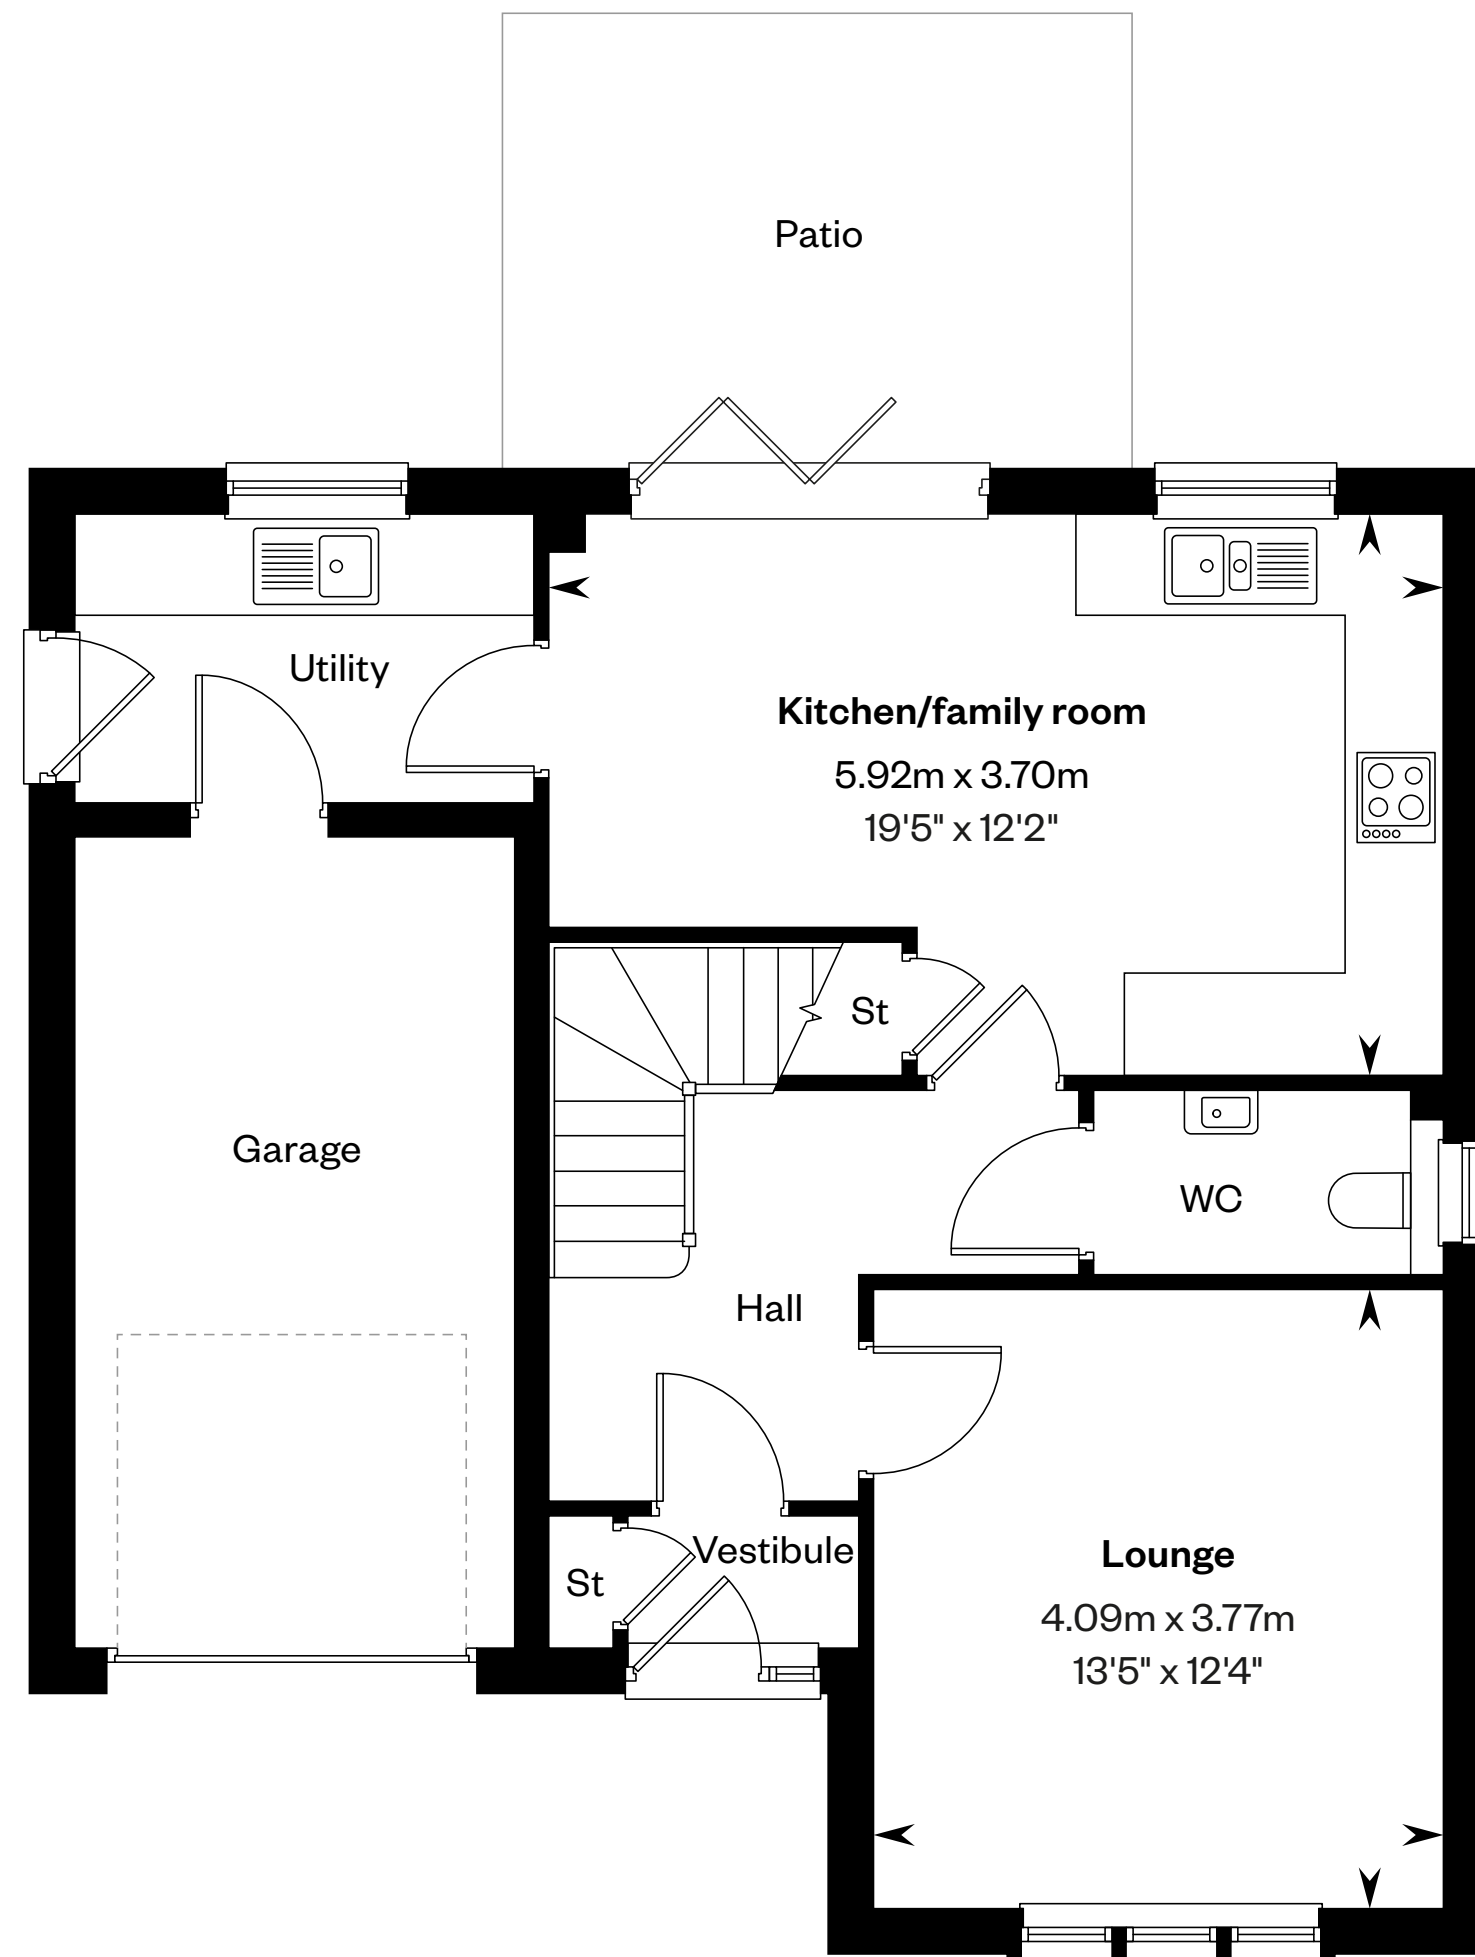 Patio
Utility
Kitchen/family room
5.92m x 3.70m
19'5" x 12'2"
St
Garage
WC
Hall
Vestibule
St
Lounge
4.09m x 3.77m
13'5" x 12'4"